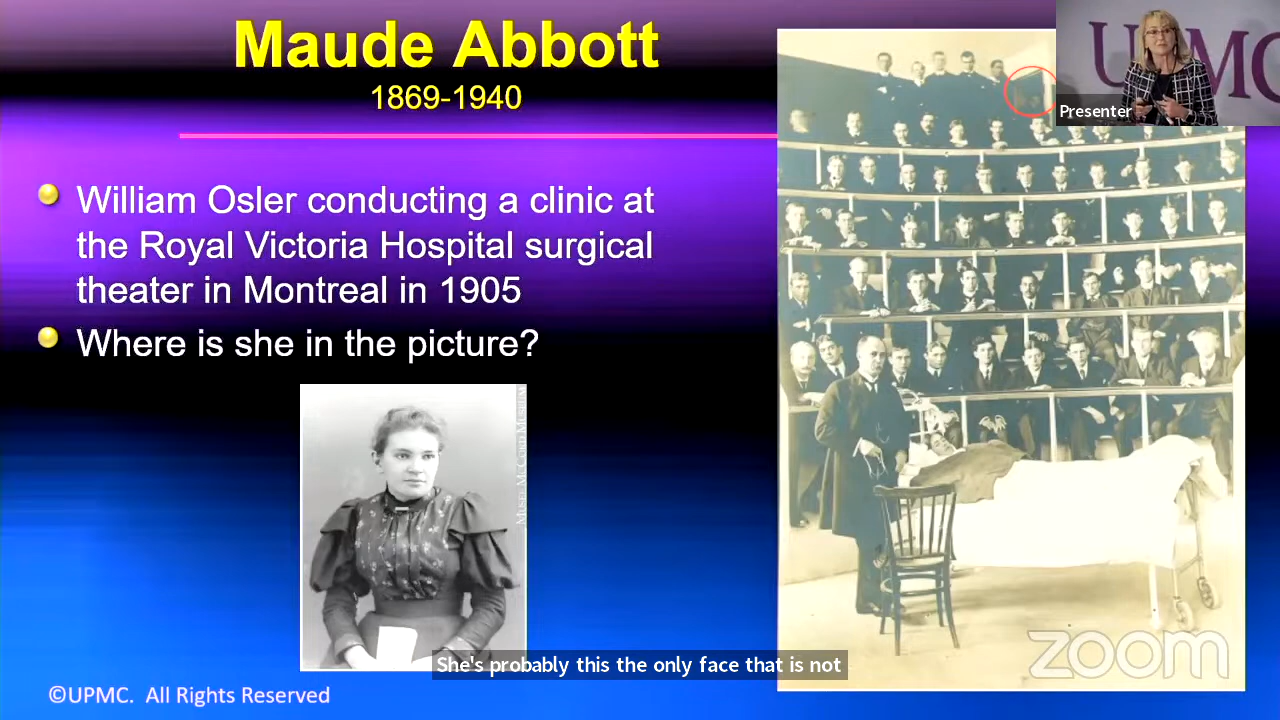 Maude Abbott
1869-1940
William Osler conducting a clinic at
the Royal Victoria Hospital surgical
theater in Montreal in 1905
Where is she in the picture?
Presenter
She's probably this the only face that is not
©UPMC. All Rights Reserved
zoom